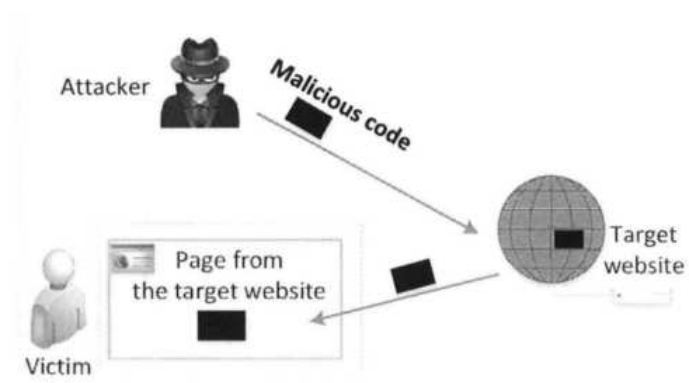 Attacker
Malicious code
Target
website
Page from
the target website
Victim